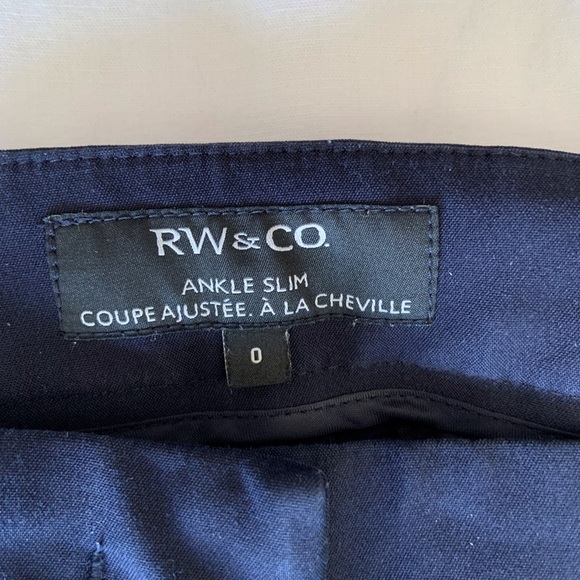 RW & CO.
ANKLE SLIM
COUPE AJUSTÉE. À LA CHEVILLE
0